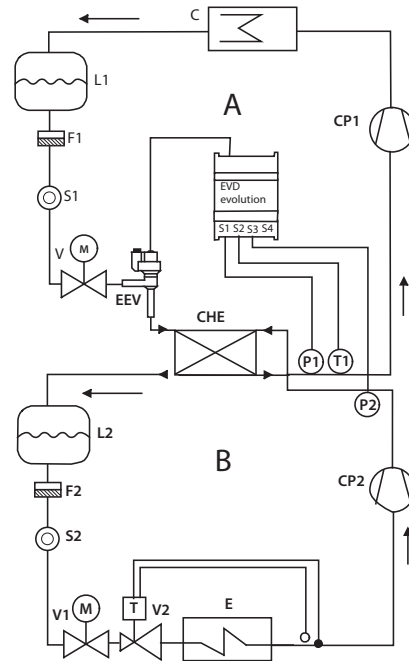 C
L1
A
CP1
F1
EVD
evolution
S1 S2 S3 S4
S1
V
M
EEV
CHE
P1
T1
P2
L2
B
CP2
F2
S2
V1
M
T
V2
E